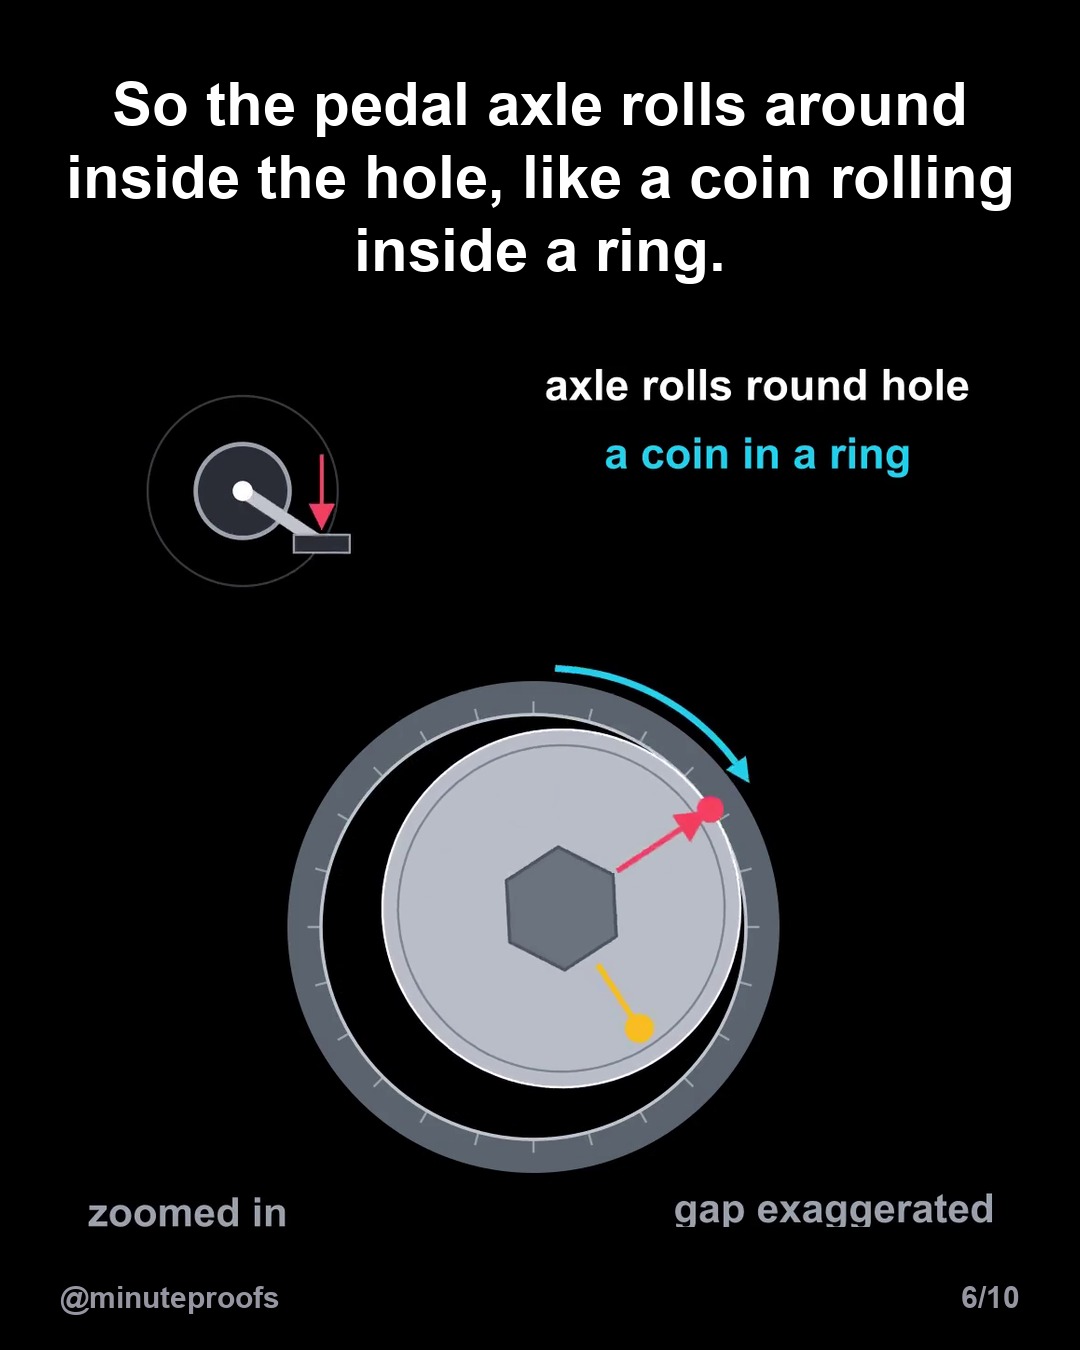 So the pedal axle rolls around
inside the hole, like a coin rolling
inside a ring.
axle rolls round hole
a coin in a ring
zoomed in
gap exaggerated
@minuteproofs
6/10